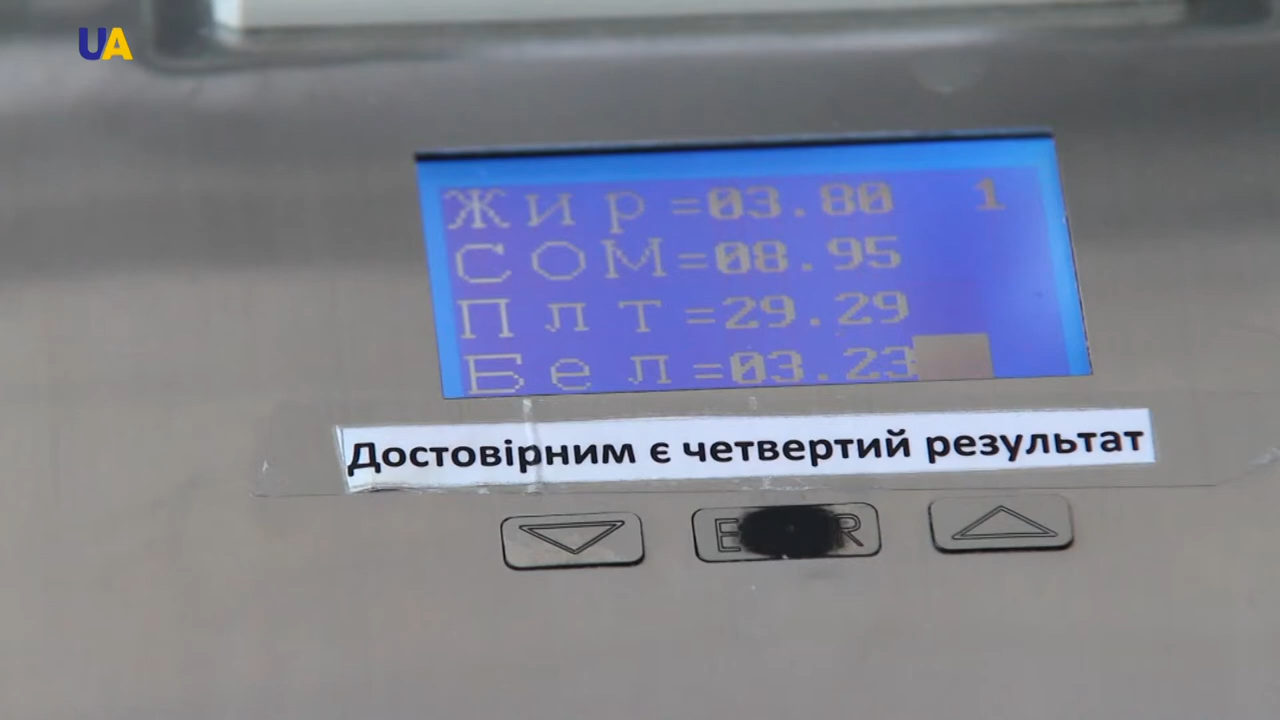 UA
Жир=03.80 1
СОМ=08.95
Плт=29.29
Бел=03.23
Достовірним є четвертий результат